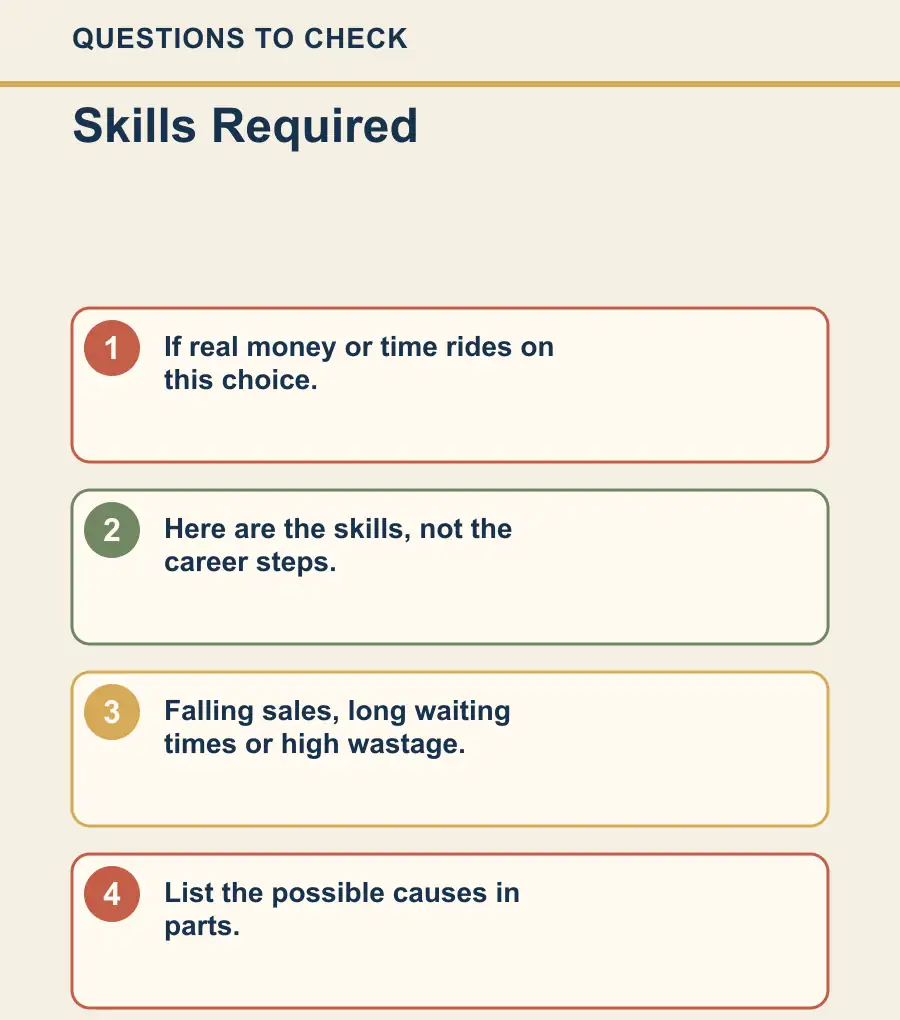 QUESTIONS TO CHECK
Skills Required
1
If real money or time rides on
this choice.
2
Here are the skills, not the
career steps.
3
Falling sales, long waiting
times or high wastage.
4
List the possible causes in
parts.